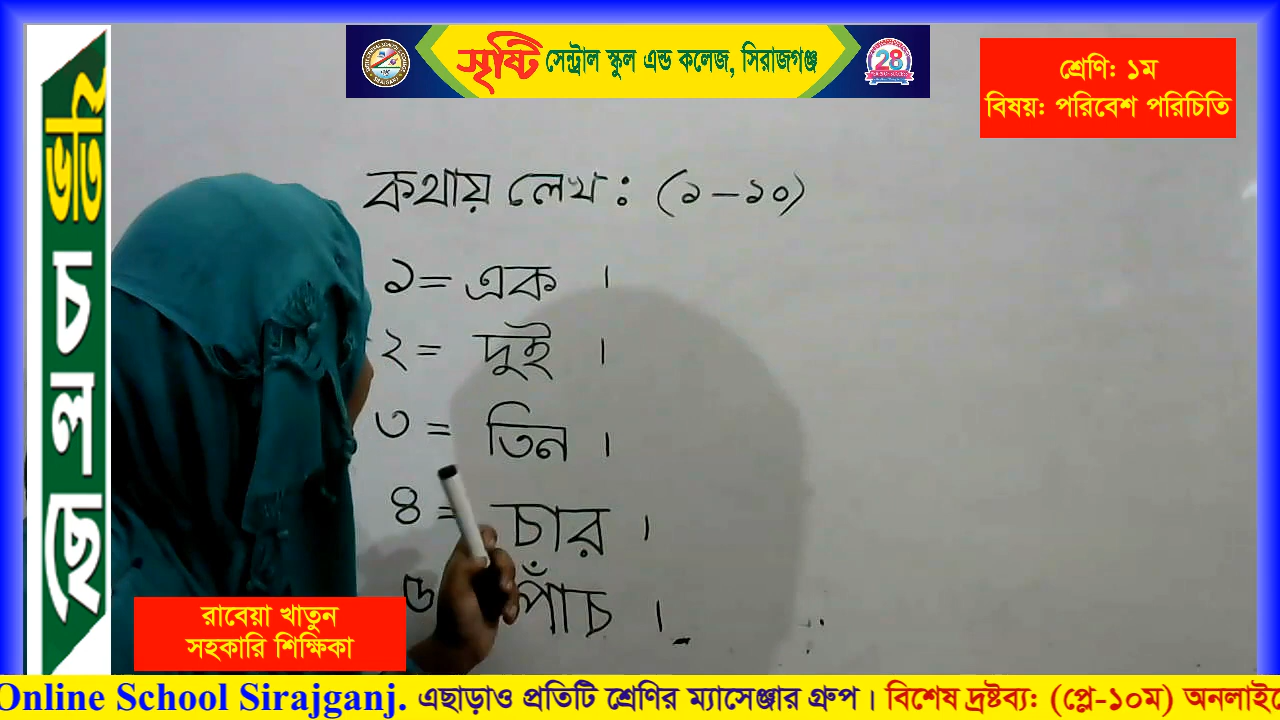 সৃষ্টি সেন্ট্রাল স্কুল এন্ড কলেজ, সিরাজগঞ্জ
28
শ্রেণি: ১ম
বিষয়: পরিবেশ পরিচিতি
ভর্তি চলছে
কথায় লেখ : (১ – ১০)
১ = এক ।
২ = দুই ।
৩ = তিন ।
৪ = চার ।
৫ পাঁচ ।
রাবেয়া খাতুন
সহকারি শিক্ষিকা
Online School Sirajganj. এছাড়াও প্রতিটি শ্রেণির ম্যাসেঞ্জার গ্রুপ। বিশেষ দ্রষ্টব্য: (প্লে-১০ম)